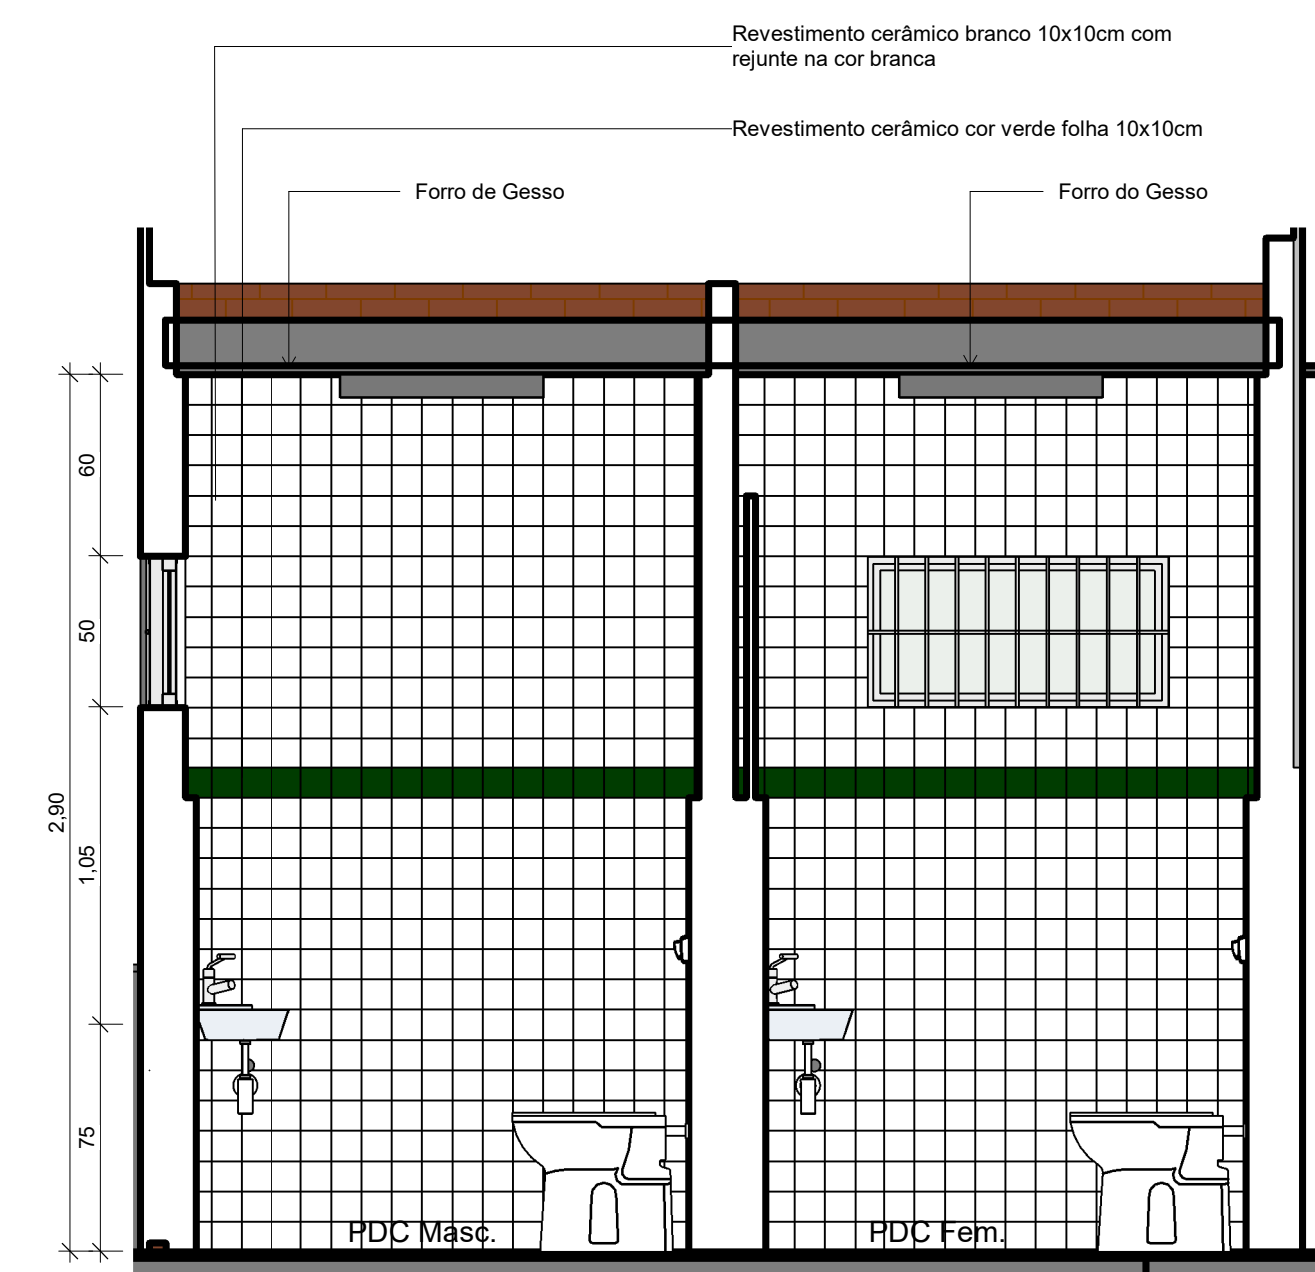 Revestimento cerâmico branco 10x10cm com
rejunte na cor branca
Revestimento cerâmico cor verde folha 10x10cm
Forro de Gesso
Forro do Gesso
60
50
2,90
1,05
75
PDC Masc.
PDC Fem.